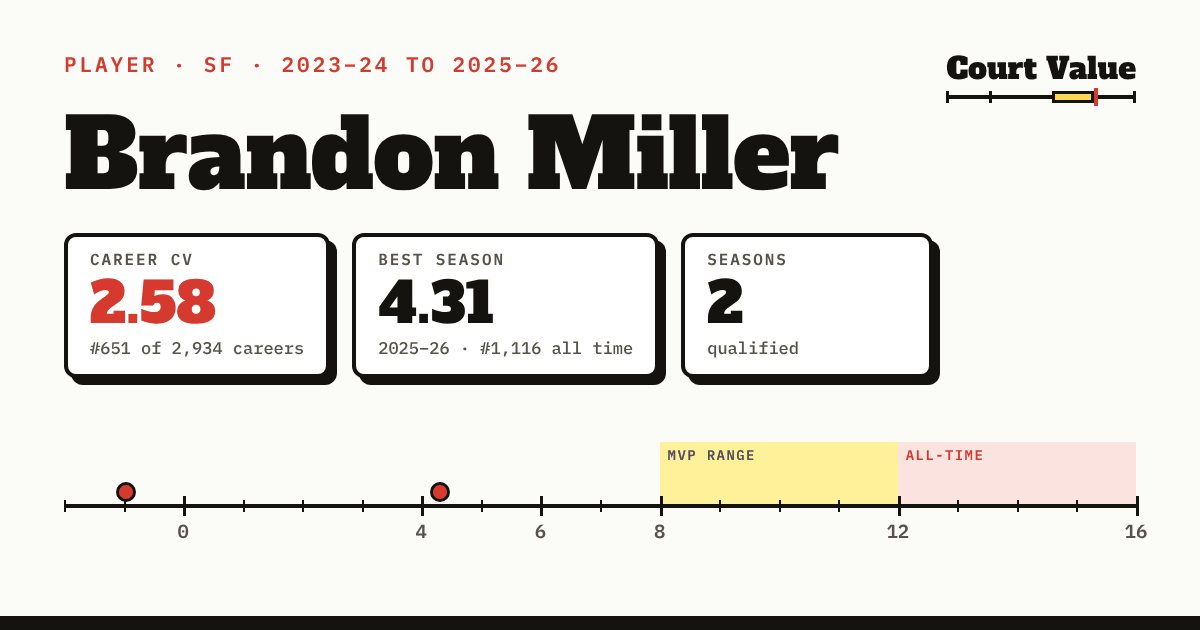 PLAYER · SF · 2023–24 TO 2025–26
Court Value
Brandon Miller
CAREER CV
2.58
#651 of 2,934 careers
BEST SEASON
4.31
2025–26 · #1,116 all time
SEASONS
2
qualified
MVP RANGE
ALL-TIME
0
4
6
8
12
16